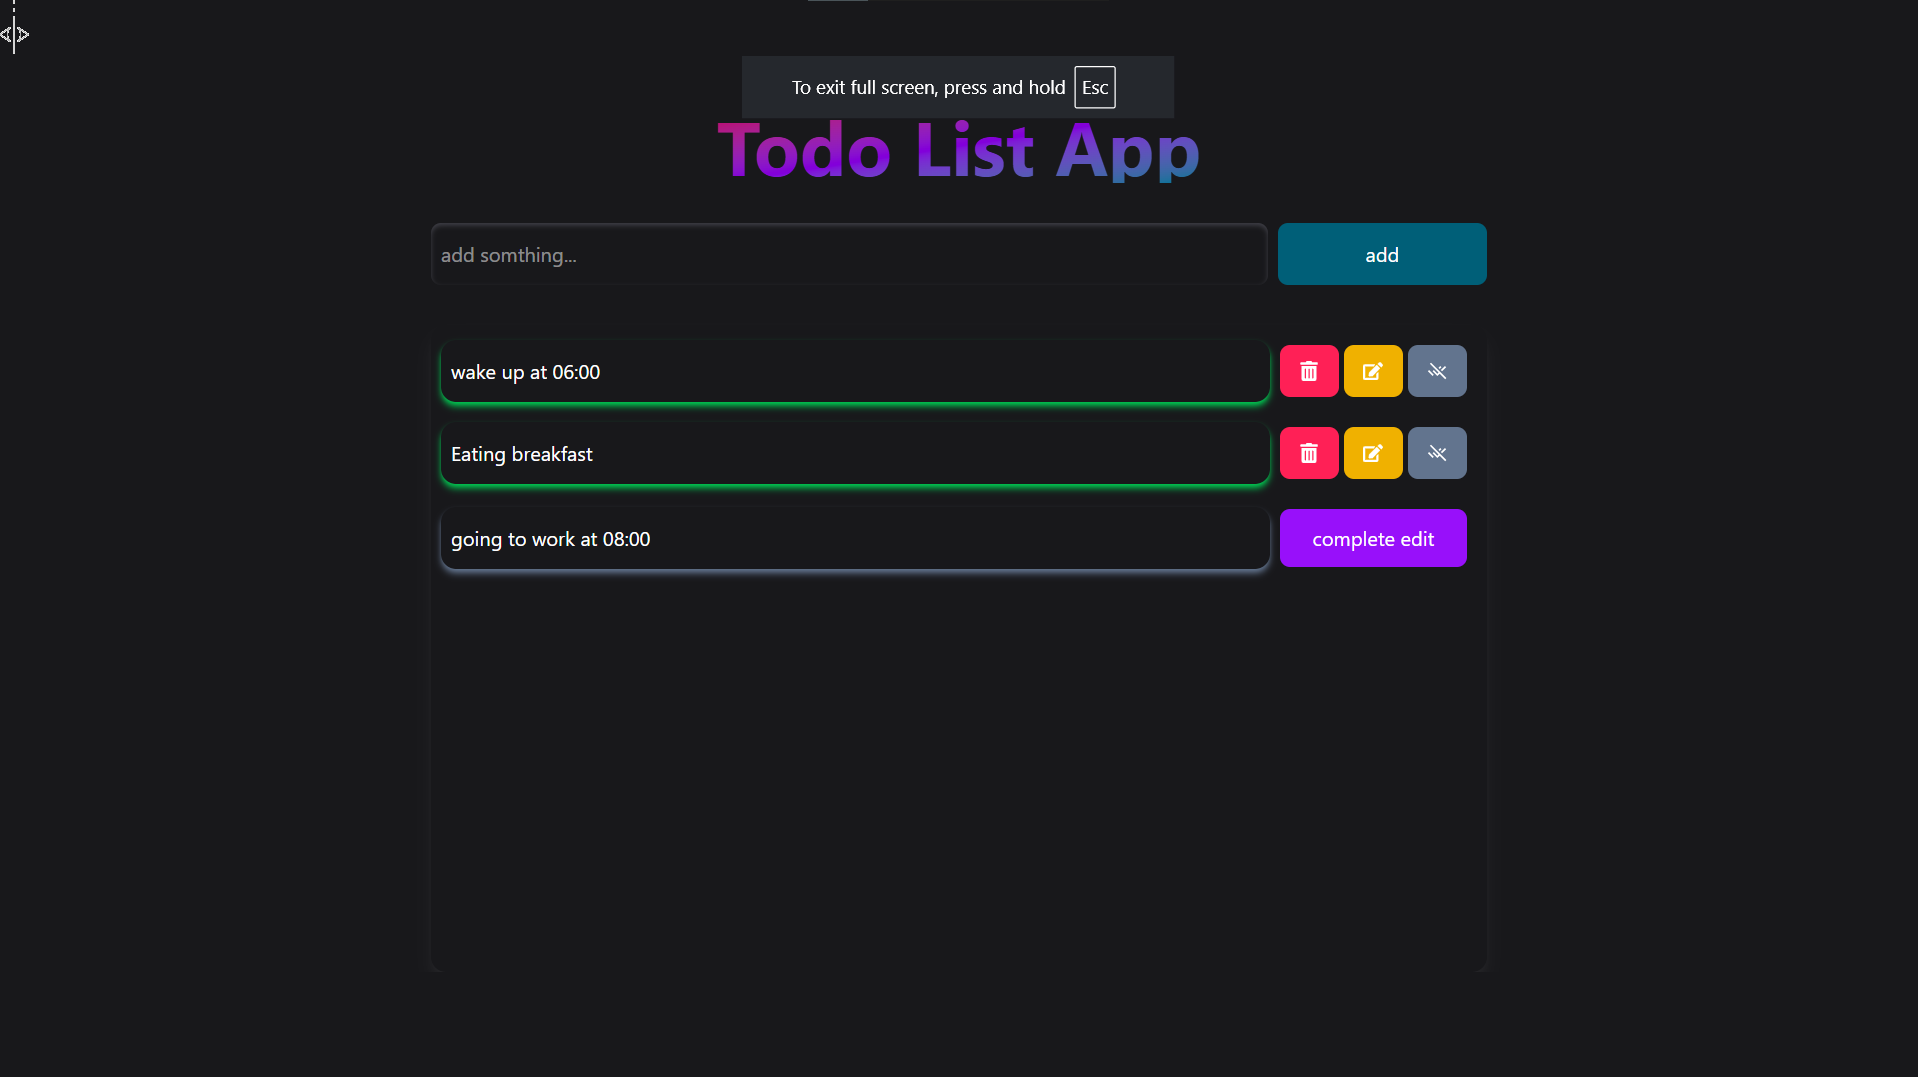 To exit full screen, press and hold Esc
Todo List App
add somthing...
add
wake up at 06:00
Eating breakfast
going to work at 08:00
complete edit